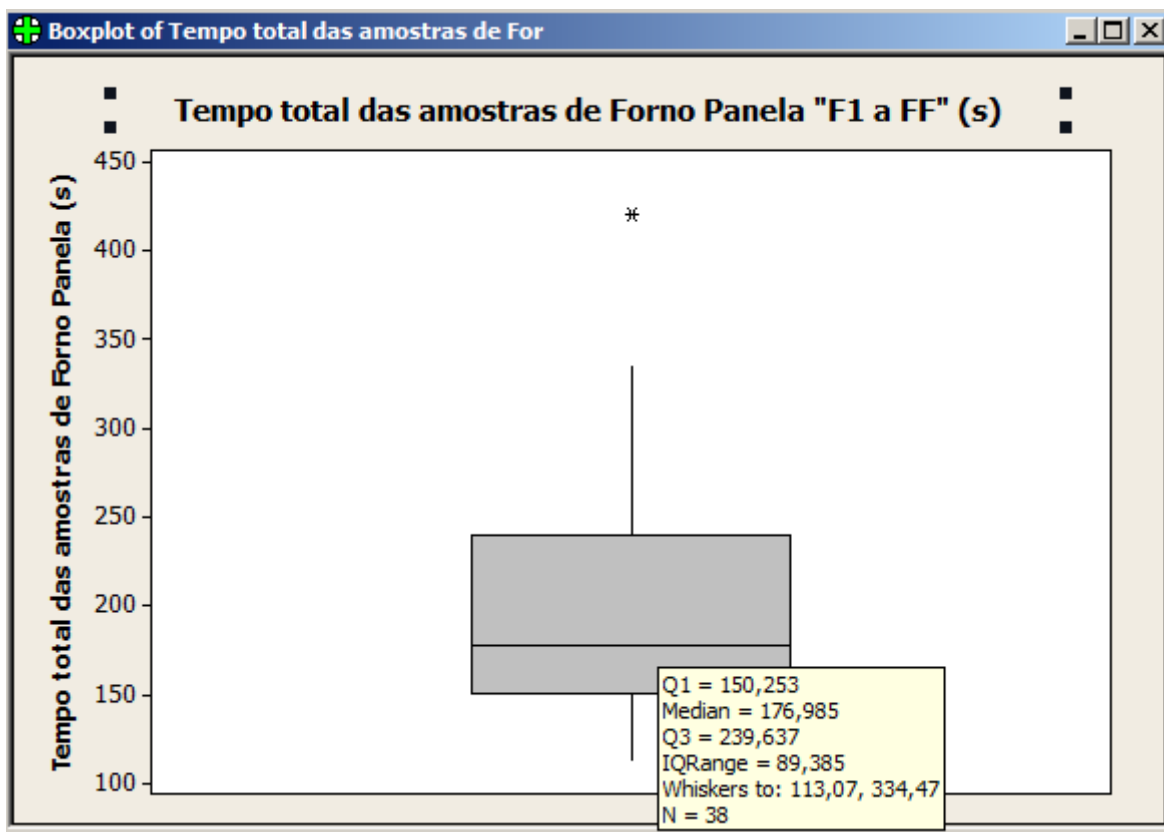 Boxplot of Tempo total das amostras de For
Tempo total das amostras de Forno Panela "F1 a FF" (s)
Tempo total das amostras de Forno Panela (s)
450
400
350
300
250
200
150
100
Q1 = 150,253
Median = 176,985
Q3 = 239,637
IQRange = 89,385
Whiskers to: 113,07, 334,47
N = 38